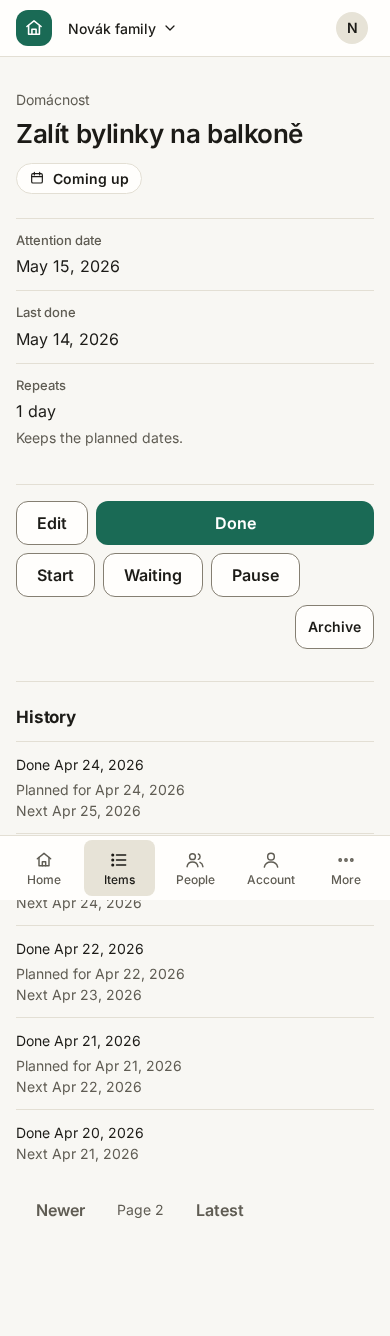 Novák family
N
Domácnost
Zalít bylinky na balkoně
Coming up
Attention date
May 15, 2026
Last done
May 14, 2026
Repeats
1 day
Keeps the planned dates.
Edit
Done
Start
Waiting
Pause
Archive
History
Done Apr 24, 2026
Planned for Apr 24, 2026
Next Apr 25, 2026
Home
Items
People
Account
More
Next Apr 24, 2026
Done Apr 22, 2026
Planned for Apr 22, 2026
Next Apr 23, 2026
Done Apr 21, 2026
Planned for Apr 21, 2026
Next Apr 22, 2026
Done Apr 20, 2026
Next Apr 21, 2026
Newer
Page 2
Latest